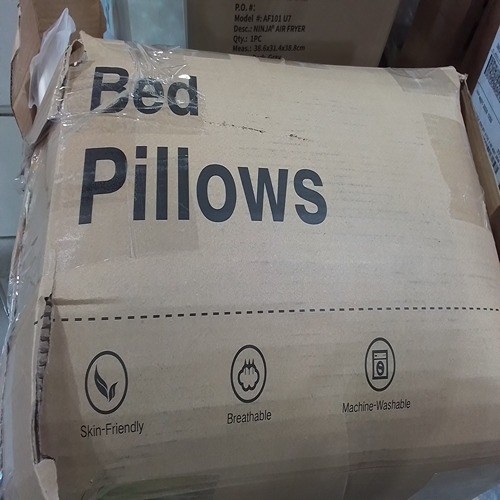 P.O. #:
Model #: AF101 U7
Desc.: NINJA® AIR FRYER
Qty.: 1PC
Bed
Pillows
Skin-Friendly
Breathable
Machine-Washable